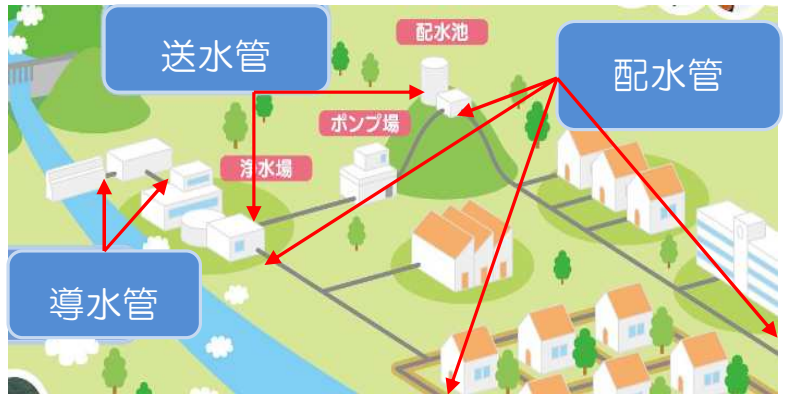 送水管
配水池
配水管
ポンプ場
浄水場
導水管